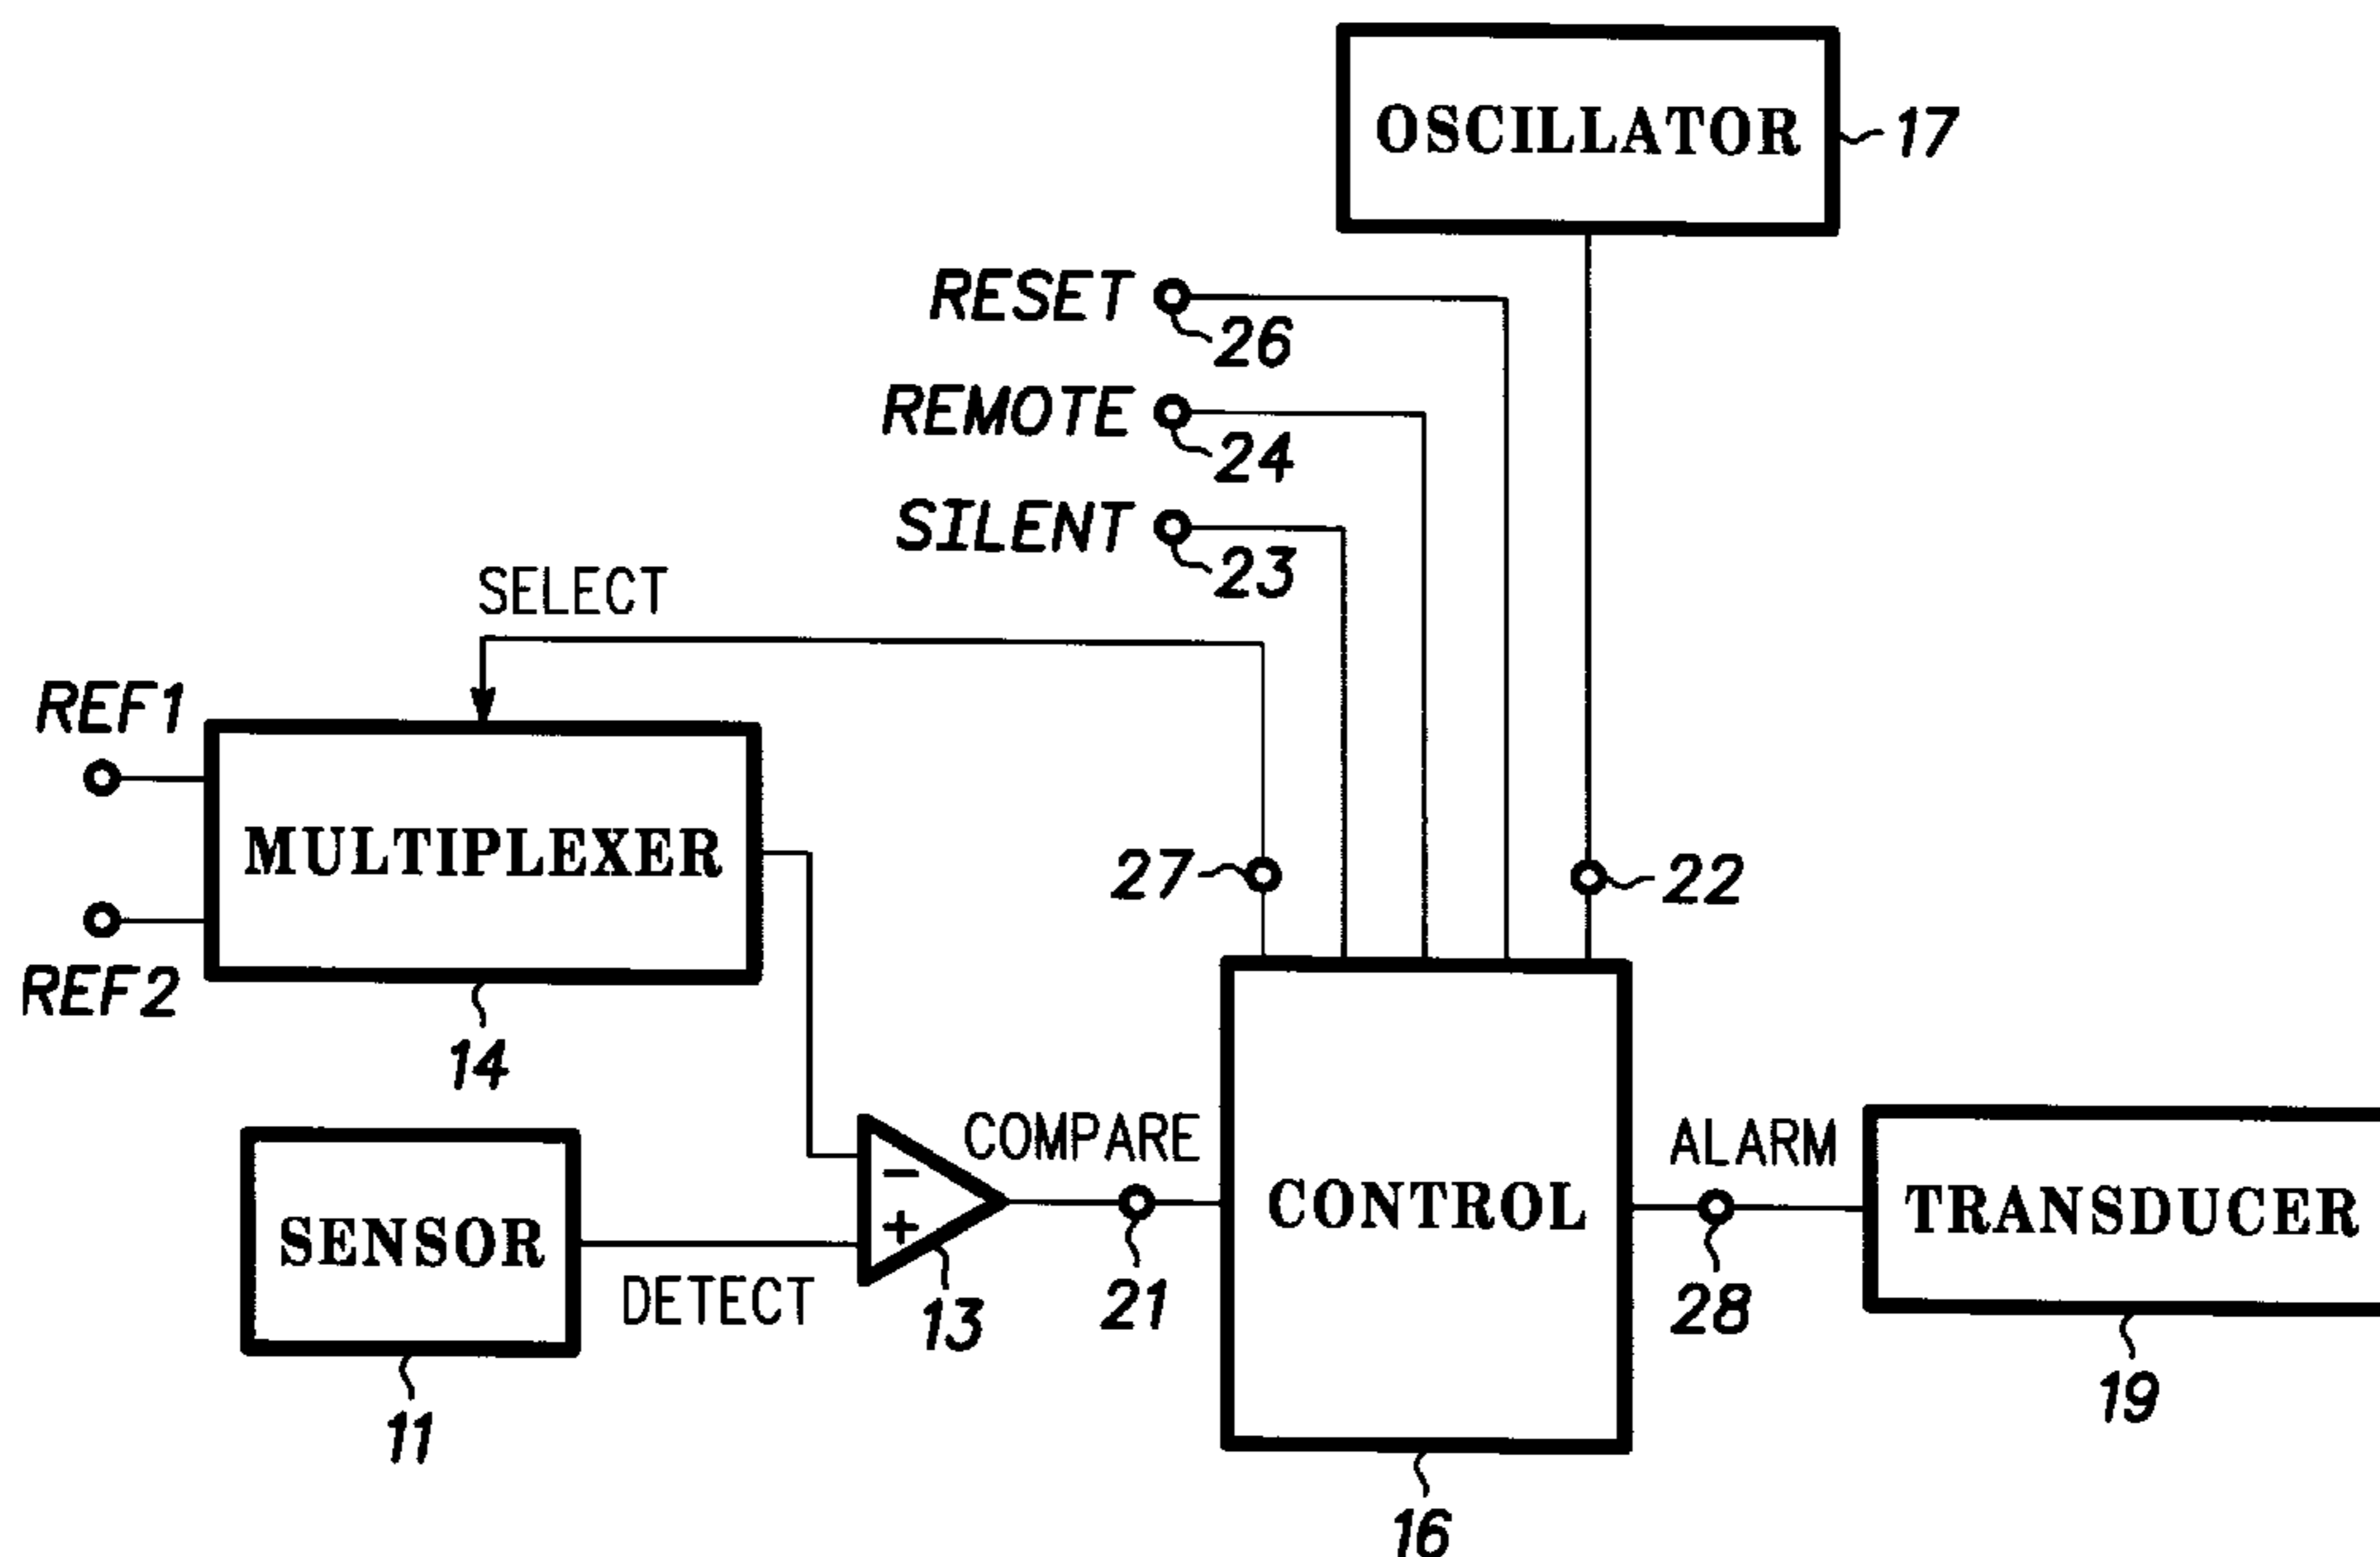 OSCILLATOR
17
RESET
26
REMOTE
24
SILENT
23
SELECT
REF1
MULTIPLEXER
27
22
REF2
14
COMPARE
ALARM
SENSOR
- 
+
CONTROL
TRANSDUCER
DETECT
13
21
28
11
19
16